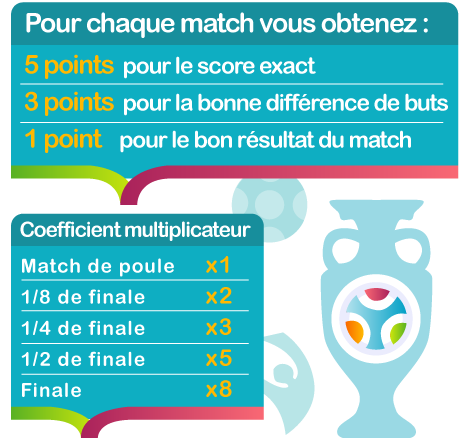 Pour chaque match vous obtenez :
5 points pour le score exact
3 points pour la bonne différence de buts
1 point pour le bon résultat du match
Coefficient multiplicateur
Match de poule x1
1/8 de finale x2
1/4 de finale x3
1/2 de finale x5
Finale x8